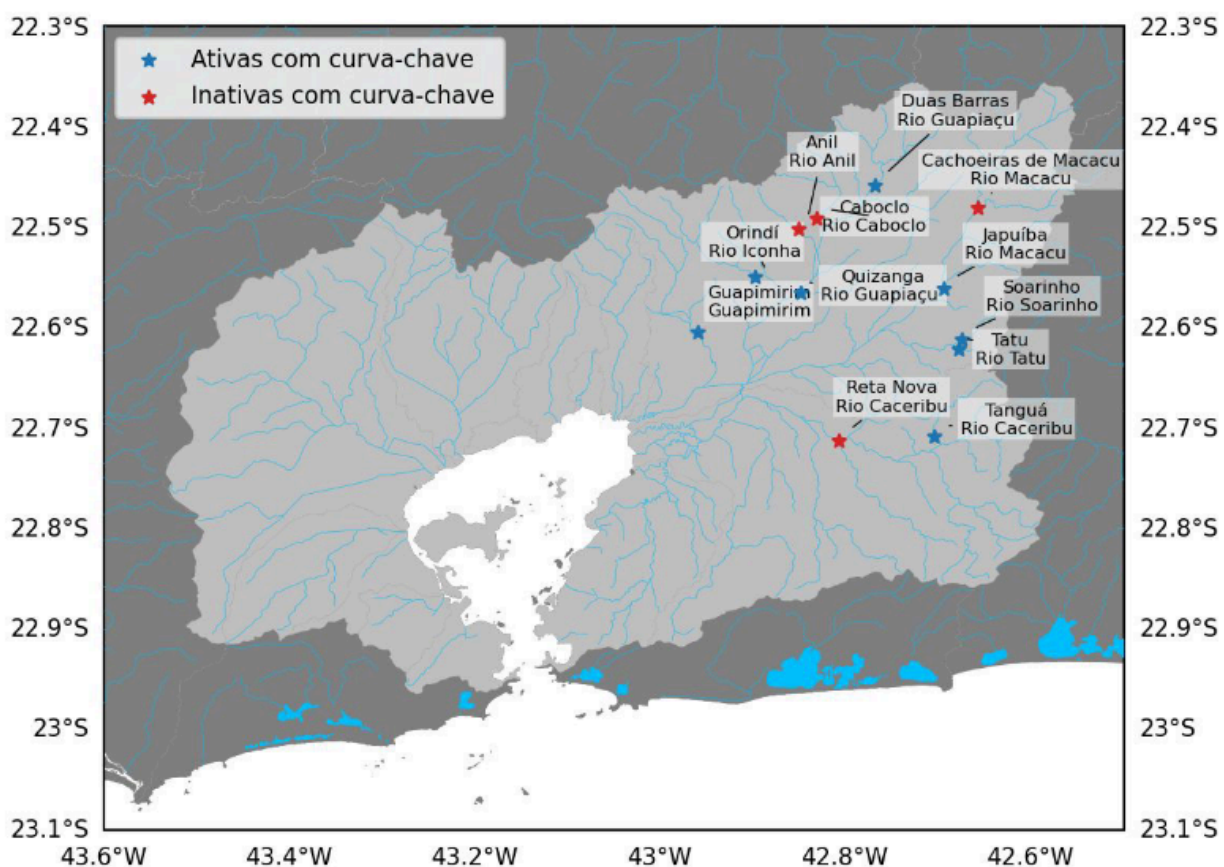 22.3°S
22.3°S
Ativas com curva-chave
Inativas com curva-chave
Duas Barras
Rio Guapiaçu
22.4°S
22.4°S
Anil
Rio Anil
Cachoeiras de Macacu
Rio Macacu
Caboclo
Rio Caboclo
22.5°S
22.5°S
Orindí
Rio Iconha
Japuíba
Rio Macacu
Quizanga
Rio Guapiaçu
Soarinho
Rio Soarinho
Guapimirim
Guapimirim
22.6°S
22.6°S
Tatu
Rio Tatu
Reta Nova
Rio Caceribu
Tanguá
Rio Caceribu
22.7°S
22.7°S
22.8°S
22.8°S
22.9°S
22.9°S
23°S
23°S
23.1°S
23.1°S
43.6°W
43.4°W
43.2°W
43°W
42.8°W
42.6°W